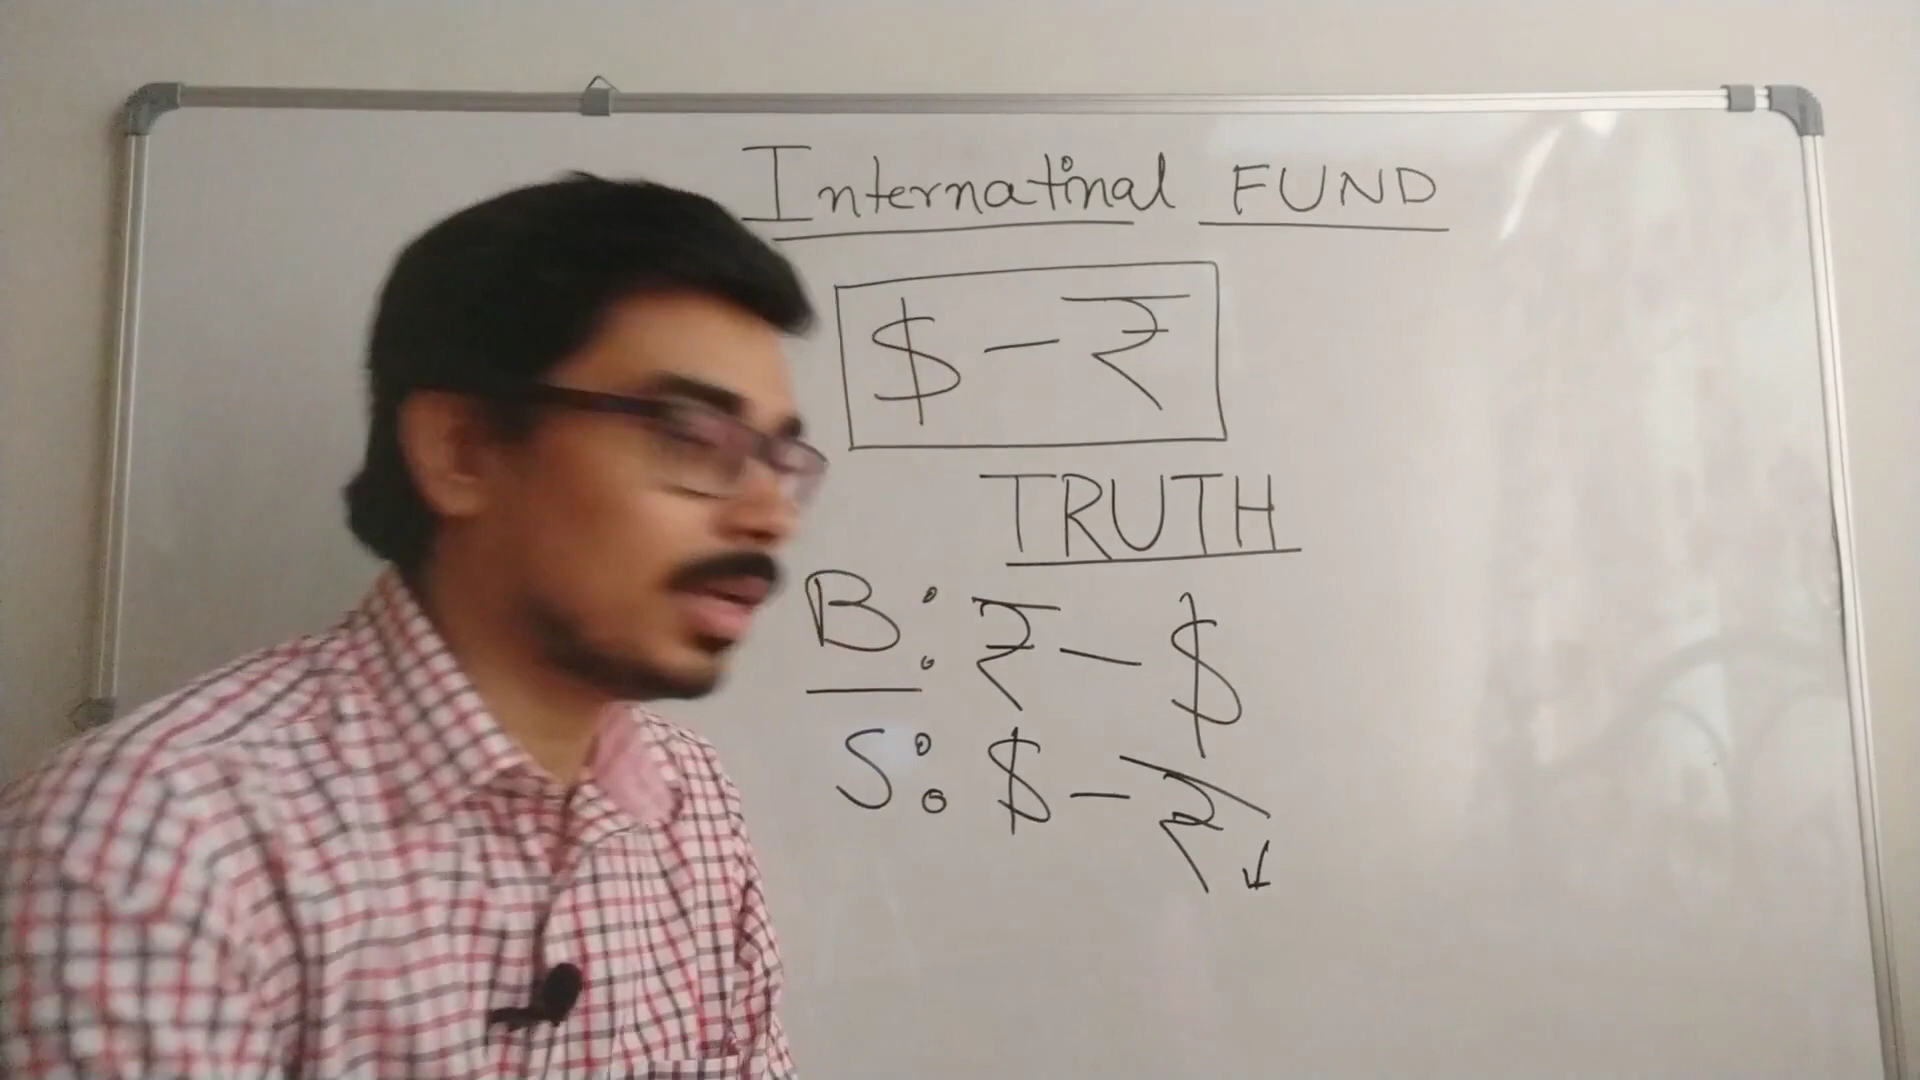 Internatinal FUND
$ - ₹
TRUTH
B: ₹ - $
S: $ - ₹ ↓